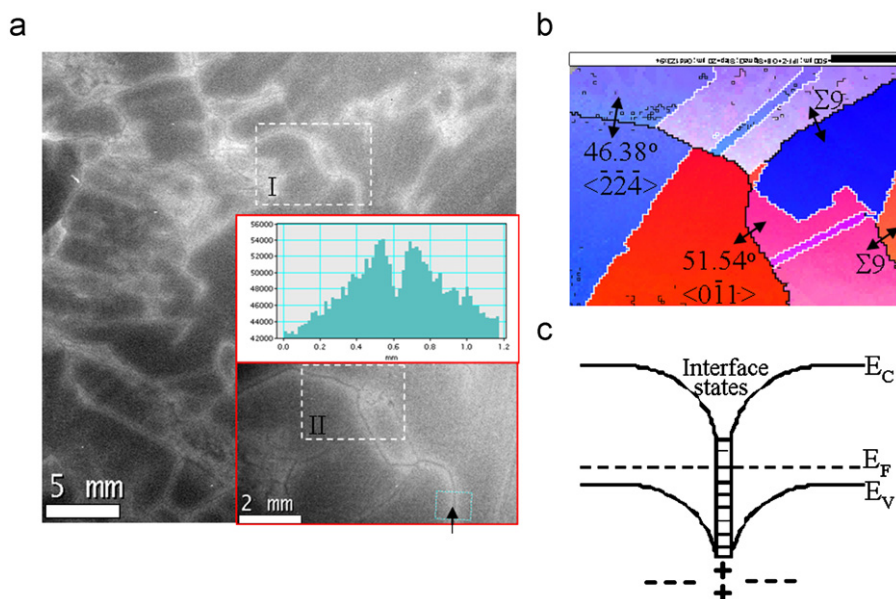 a
I
56000
54000
52000
50000
48000
46000
44000
42000
0.0 0.2 0.4 0.6 0.8 1.0 1.2
mm
II
5 mm
2 mm
b
Σ9
46.38º
<2̅2̅4̅>
51.54º
<01̅1>
Σ9
c
Interface
states
E_C
E_F
E_V
+
+